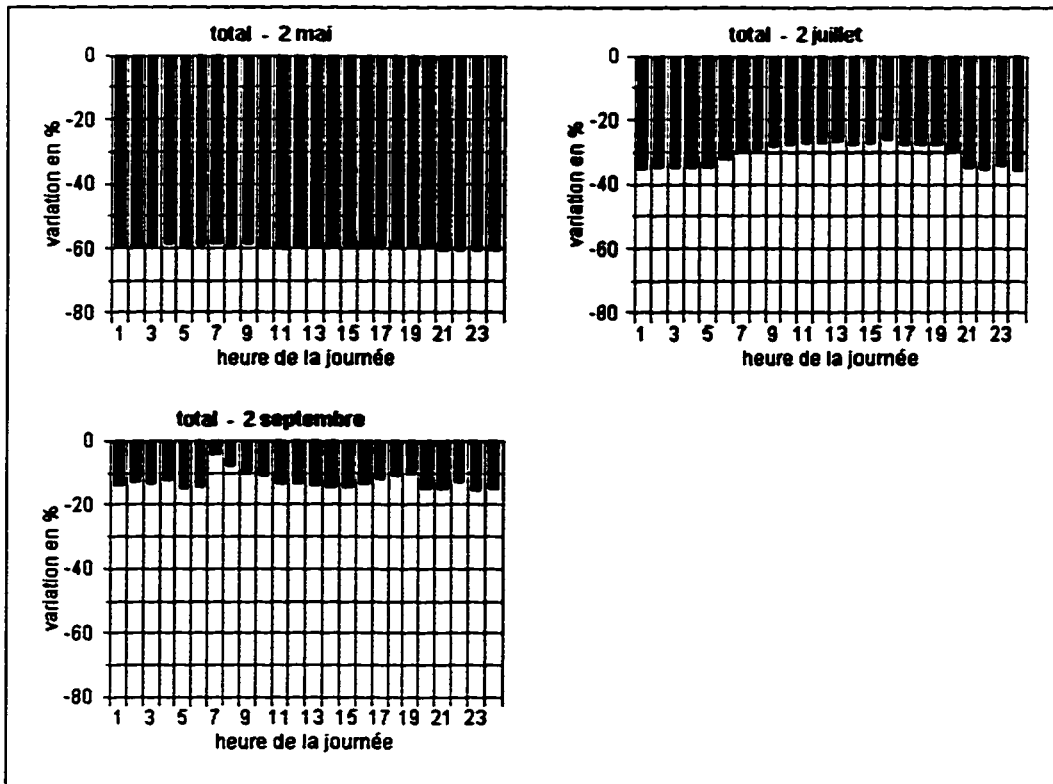 total - 2 mai
0
-20
-40
-60
-80
variation en %
1 3 5 7 9 11 13 15 17 19 21 23
heure de la journée
total - 2 juillet
0
-20
-40
-60
-80
variation en %
1 3 5 7 9 11 13 15 17 19 21 23
heure de la journée
total - 2 septembre
0
-20
-40
-60
-80
variation en %
1 3 5 7 9 11 13 15 17 19 21 23
heure de la journée